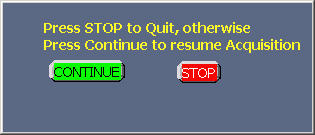 Press STOP to Quit, otherwise
Press Continue to resume Acquisition
CONTINUE STOP